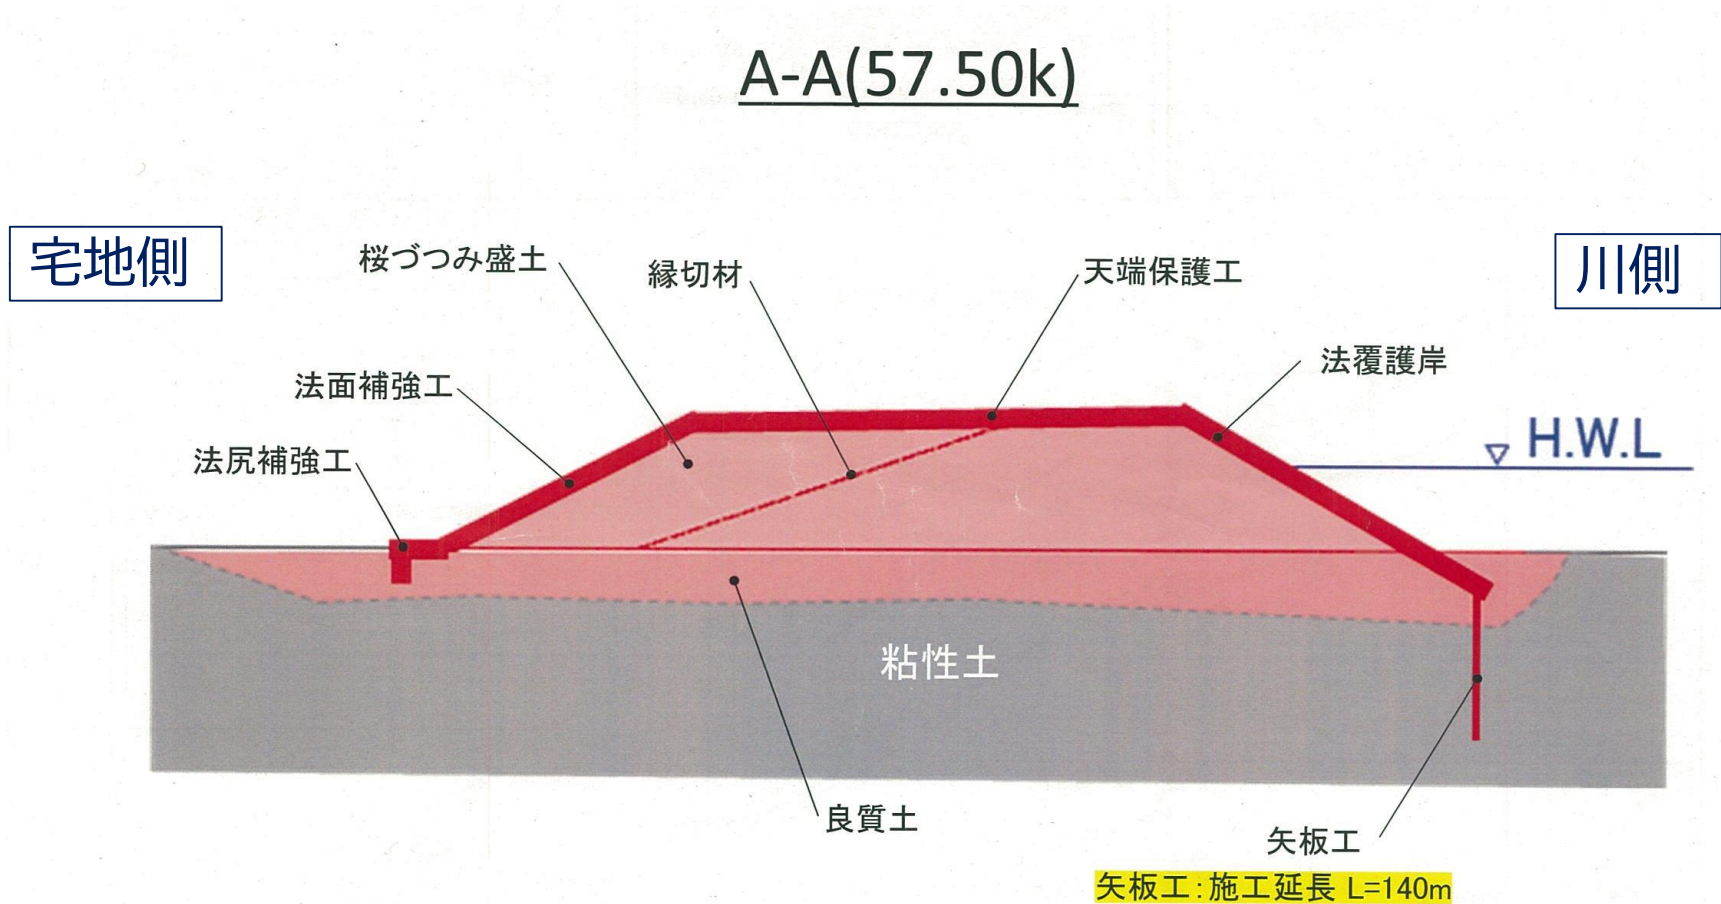 A-A(57.50k)
宅地側
川側
桜づつみ盛土
縁切材
天端保護工
法覆護岸
法面補強工
H.W.L
法尻補強工
粘性土
良質土
矢板工
矢板工:施工延長 L=140m